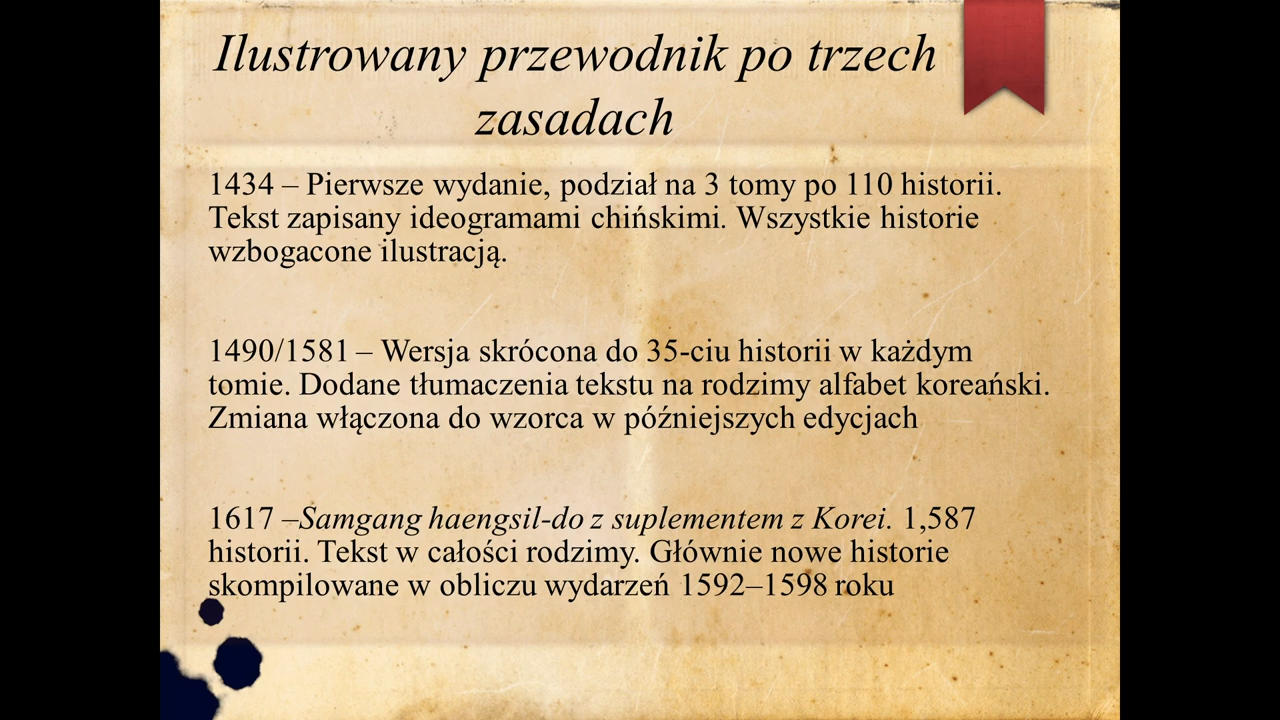 Ilustrowany przewodnik po trzech
zasadach
1434 – Pierwsze wydanie, podział na 3 tomy po 110 historii.
Tekst zapisany ideogramami chińskimi. Wszystkie historie
wzbogacone ilustracją.
1490/1581 – Wersja skrócona do 35-ciu historii w każdym
tomie. Dodane tłumaczenia tekstu na rodzimy alfabet koreański.
Zmiana włączona do wzorca w późniejszych edycjach
1617 –Samgang haengsil-do z suplementem z Korei. 1,587
historii. Tekst w całości rodzimy. Głównie nowe historie
skompilowane w obliczu wydarzeń 1592–1598 roku